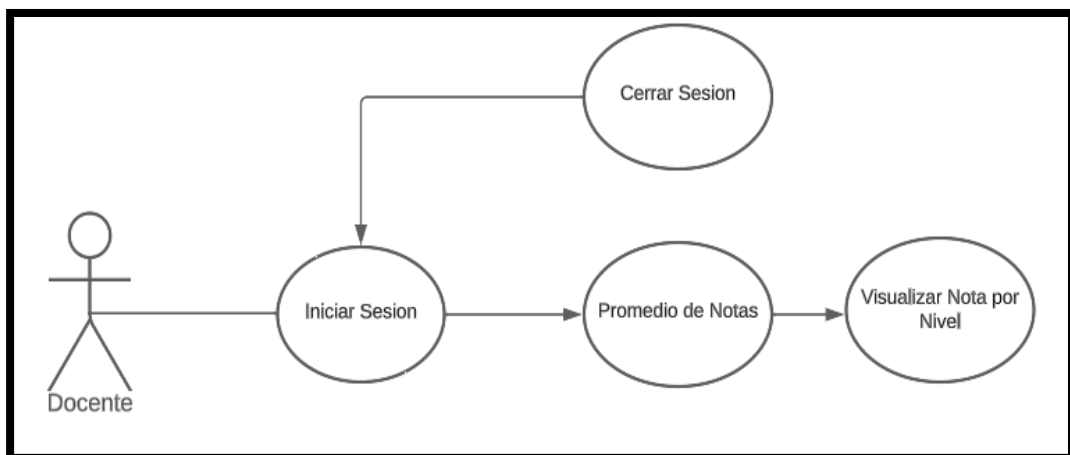 Cerrar Sesion
Iniciar Sesion
Promedio de Notas
Visualizar Nota por
Nivel
Docente